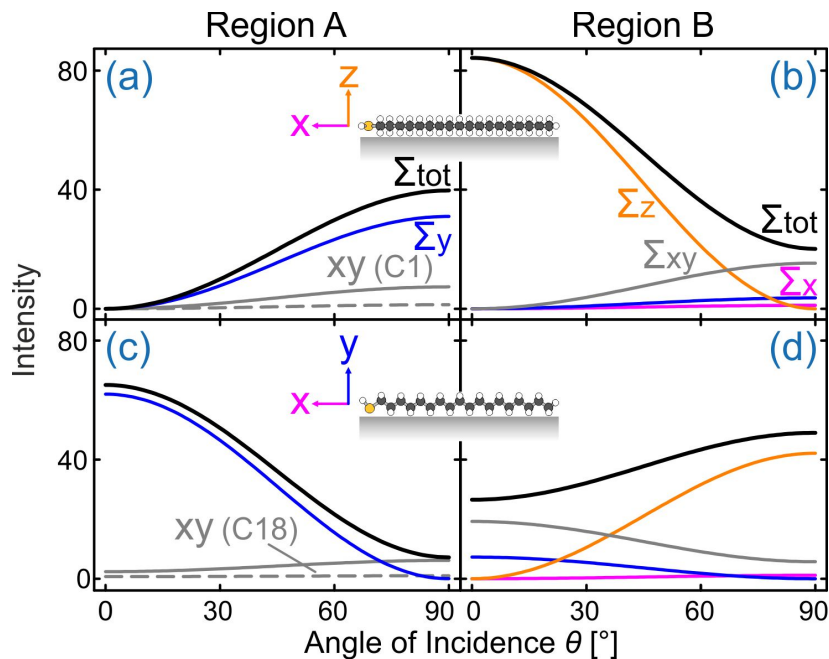 Region A
Region B
80
(a)
z
x
(b)
40
Σtot
Σy
xy (C1)
Σz
Σxy
Σtot
Σx
0
Intensity
80
(c)
y
x
(d)
40
xy (C18)
0
0
30
60
90
0
30
60
90
Angle of Incidence θ [°]